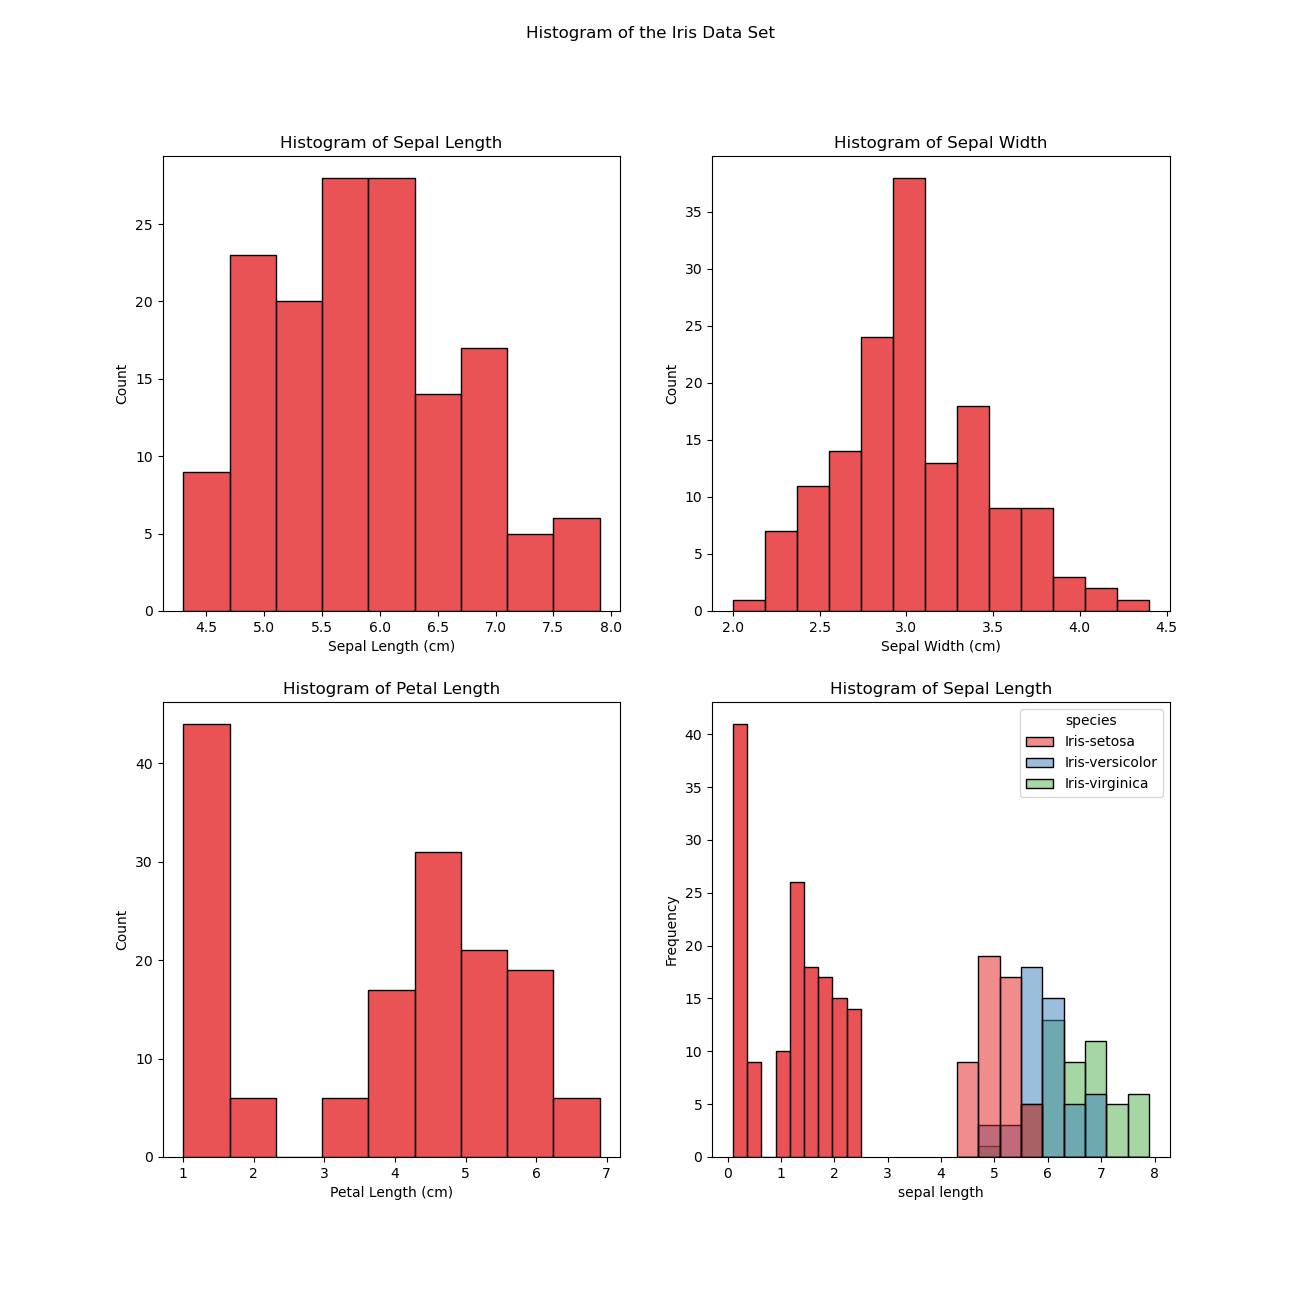 Histogram of the Iris Data Set
Histogram of Sepal Length
Count
25
20
15
10
5
0
4.5 5.0 5.5 6.0 6.5 7.0 7.5 8.0
Sepal Length (cm)
Histogram of Sepal Width
Count
35
30
25
20
15
10
5
0
2.0 2.5 3.0 3.5 4.0 4.5
Sepal Width (cm)
Histogram of Petal Length
Count
40
30
20
10
0
1 2 3 4 5 6 7
Petal Length (cm)
Histogram of Sepal Length
species
Iris-setosa
Iris-versicolor
Iris-virginica
Frequency
40
35
30
25
20
15
10
5
0
0 1 2 3 4 5 6 7 8
sepal length